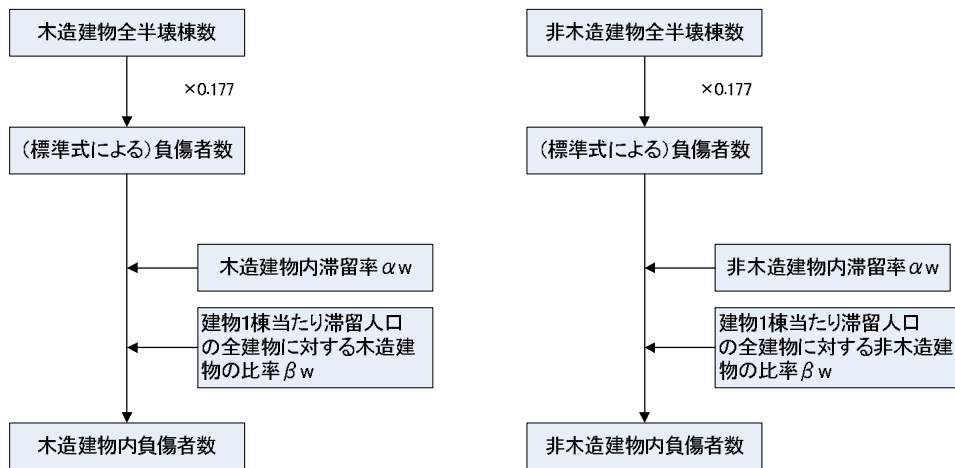 木造建物全半壊棟数
×0.177
(標準式による)負傷者数
木造建物内滞留率αw
建物1棟当たり滞留人口
の全建物に対する木造建
物の比率βw
木造建物内負傷者数
非木造建物全半壊棟数
×0.177
(標準式による)負傷者数
非木造建物内滞留率αw
建物1棟当たり滞留人口
の全建物に対する非木造建
物の比率βw
非木造建物内負傷者数